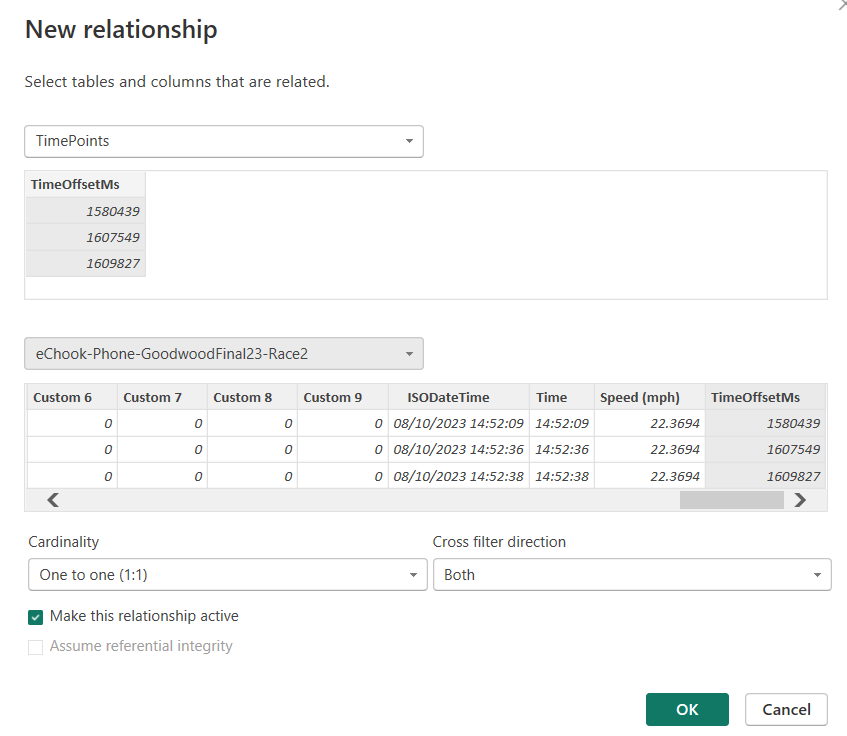 New relationship
Select tables and columns that are related.
TimePoints
TimeOffsetMs
1580439
1607549
1609827
eChook-Phone-GoodwoodFinal23-Race2
Custom 6 Custom 7 Custom 8 Custom 9 ISODateTime Time Speed (mph) TimeOffsetMs
0 0 0 0 08/10/2023 14:52:09 14:52:09 22.3694 1580439
0 0 0 0 08/10/2023 14:52:36 14:52:36 22.3694 1607549
0 0 0 0 08/10/2023 14:52:38 14:52:38 22.3694 1609827
Cardinality Cross filter direction
One to one (1:1) Both
Make this relationship active
Assume referential integrity
OK Cancel